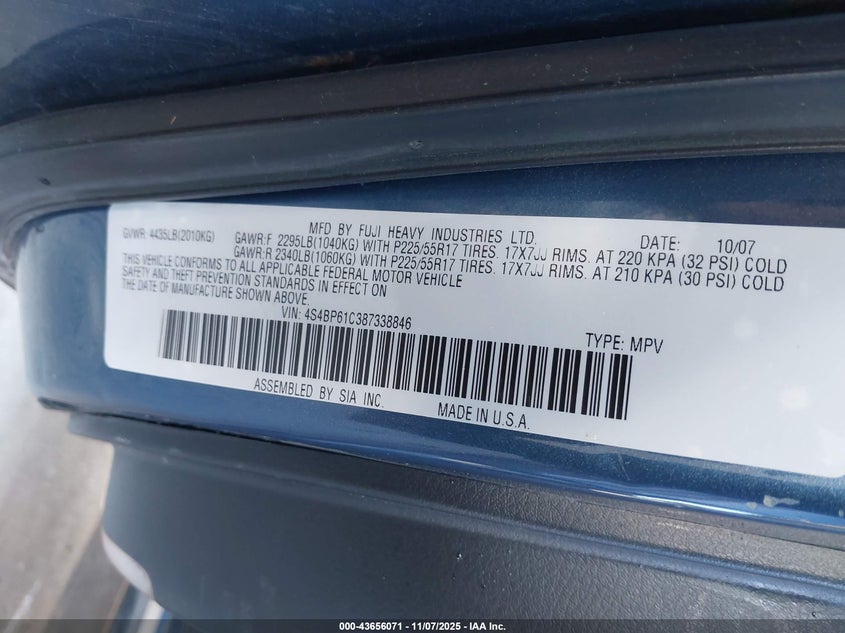 MFD BY FUJI HEAVY INDUSTRIES LTD. DATE: 10/07
GVWR: 4435LB(2010KG) GAWR:F 2295LB(1040KG) WITH P225/55R17 TIRES. 17X7JJ RIMS. AT 220 KPA (32 PSI) COLD
GAWR:R 2340LB(1060KG) WITH P225/55R17 TIRES. 17X7JJ RIMS. AT 210 KPA (30 PSI) COLD
THIS VEHICLE CONFORMS TO ALL APPLICABLE FEDERAL MOTOR VEHICLE
SAFETY AND THEFT PREVENTION STANDARDS IN EFFECT ON
THE DATE OF MANUFACTURE SHOWN ABOVE.
VIN: 4S4BP61C387338846
TYPE: MPV
ASSEMBLED BY SIA INC. MADE IN U.S.A.
000-43656071 - 11/07/2025 - IAA Inc.